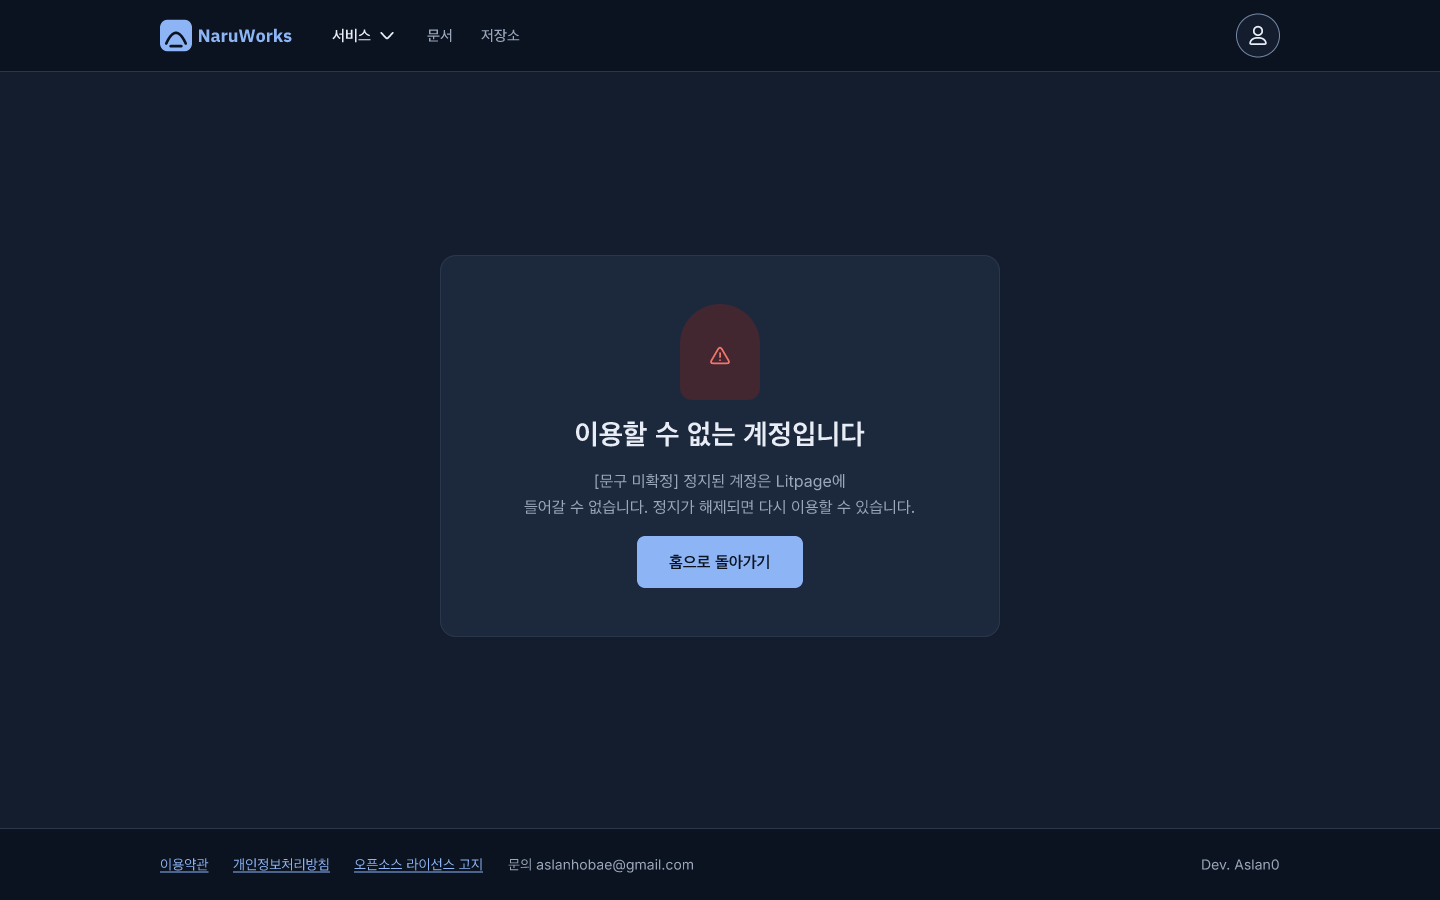 NaruWorks 서비스 문서 저장소
이용할 수 없는 계정입니다
[문구 미확정] 정지된 계정은 Litpage에
들어갈 수 없습니다. 정지가 해제되면 다시 이용할 수 있습니다.
홈으로 돌아가기
이용약관 개인정보처리방침 오픈소스 라이선스 고지 문의 aslanhobae@gmail.com Dev. Aslan0